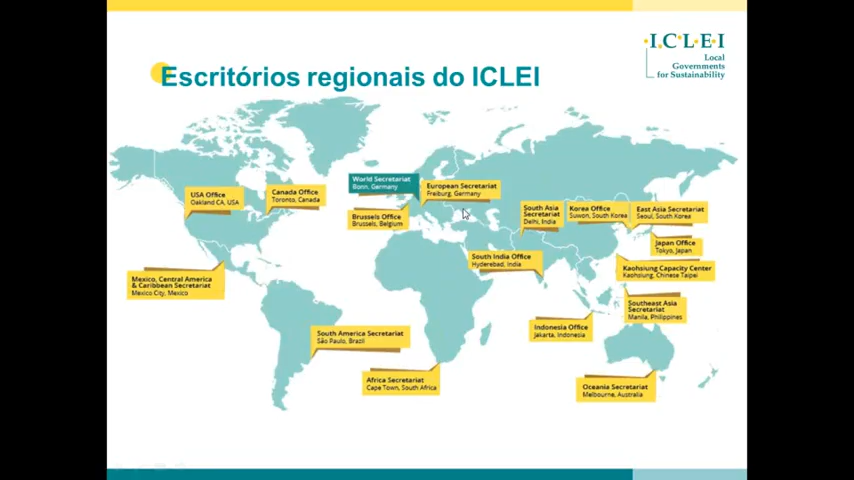 I.C.L.E.I
Local
Governments
for Sustainability
Escritórios regionais do ICLEI
World Secretariat
Bonn, Germany
European Secretariat
Freiburg, Germany
USA Office
Oakland CA, USA
Canada Office
Toronto, Canada
Brussels Office
Brussels, Belgium
South Asia
Secretariat
Delhi, India
Korea Office
Suwon, South Korea
East Asia Secretariat
Seoul, South Korea
Japan Office
Tokyo, Japan
South India Office
Hyderabad, India
Kaohsiung Capacity Center
Kaohsiung, Chinese Taipei
Mexico, Central America
& Caribbean Secretariat
Mexico City, Mexico
Southeast Asia
Secretariat
Manila, Philippines
Indonesia Office
Jakarta, Indonesia
South America Secretariat
São Paulo, Brazil
Africa Secretariat
Cape Town, South Africa
Oceania Secretariat
Melbourne, Australia